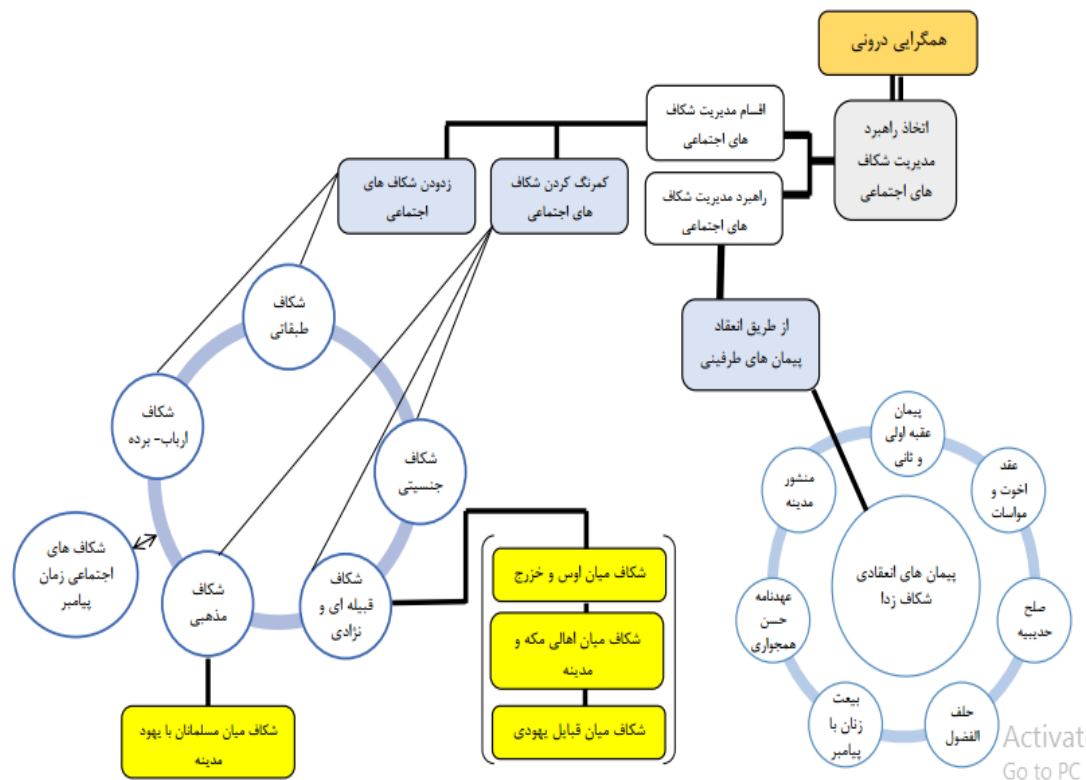 همگرایی درونی
اتخاذ راهبرد
مدیریت شکاف
های اجتماعی
اقسام مدیریت شکاف
های اجتماعی
راهبرد مدیریت شکاف
های اجتماعی
کمرنگ کردن شکاف
های اجتماعی
زدودن شکاف های
اجتماعی
از طریق انعقاد
پیمان های طرفینی
شکاف
طبقاتی
شکاف
ارباب- برده
شکاف
جنسیتی
شکاف
قبیله ای و
نژادی
شکاف
مذهبی
شکاف های
اجتماعی زمان
پیامبر
شکاف میان اوس و خزرج
شکاف میان اهالی مکه و
مدینه
شکاف میان قبایل یهودی
شکاف میان مسلمانان با یهود
مدینه
پیمان های انعقادی
شکاف زدا
پیمان
عقبه اولی
و ثانی
عقد
اخوت و
مواسات
صلح
حدیبیه
حلف
الفضول
بیعت
زنان با
پیامبر
عهدنامه
حسن
همجواری
منشور
مدینه
Activat
Go to PC